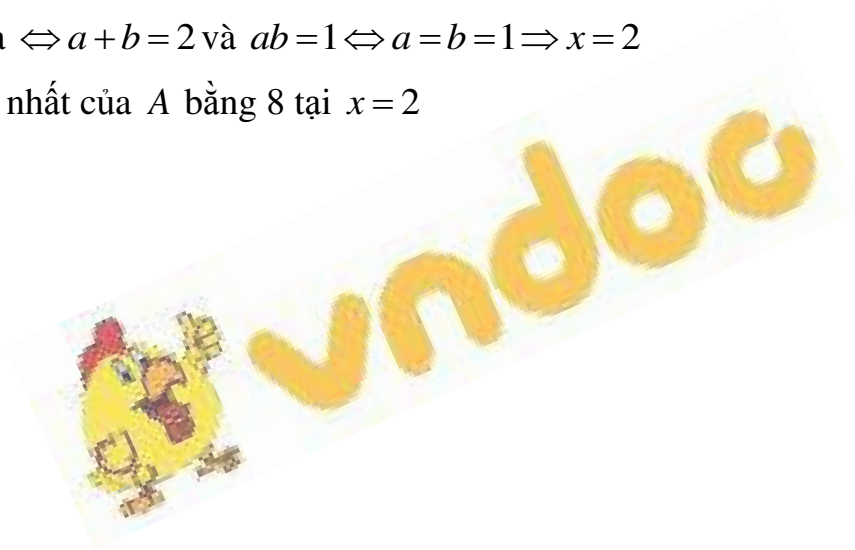 ⇔ a + b = 2 và ab = 1 ⇔ a = b = 1 ⇒ x = 2
nhất của A bằng 8 tại x = 2
vndoc